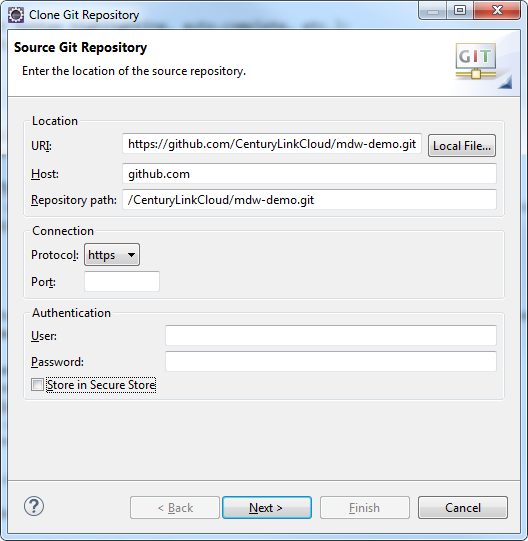 Clone Git Repository
Source Git Repository
Enter the location of the source repository.
GIT
Location
URI: https://github.com/CenturyLinkCloud/mdw-demo.git Local File...
Host: github.com
Repository path: /CenturyLinkCloud/mdw-demo.git
Connection
Protocol: https
Port:
Authentication
User:
Password:
Store in Secure Store
? < Back Next > Finish Cancel